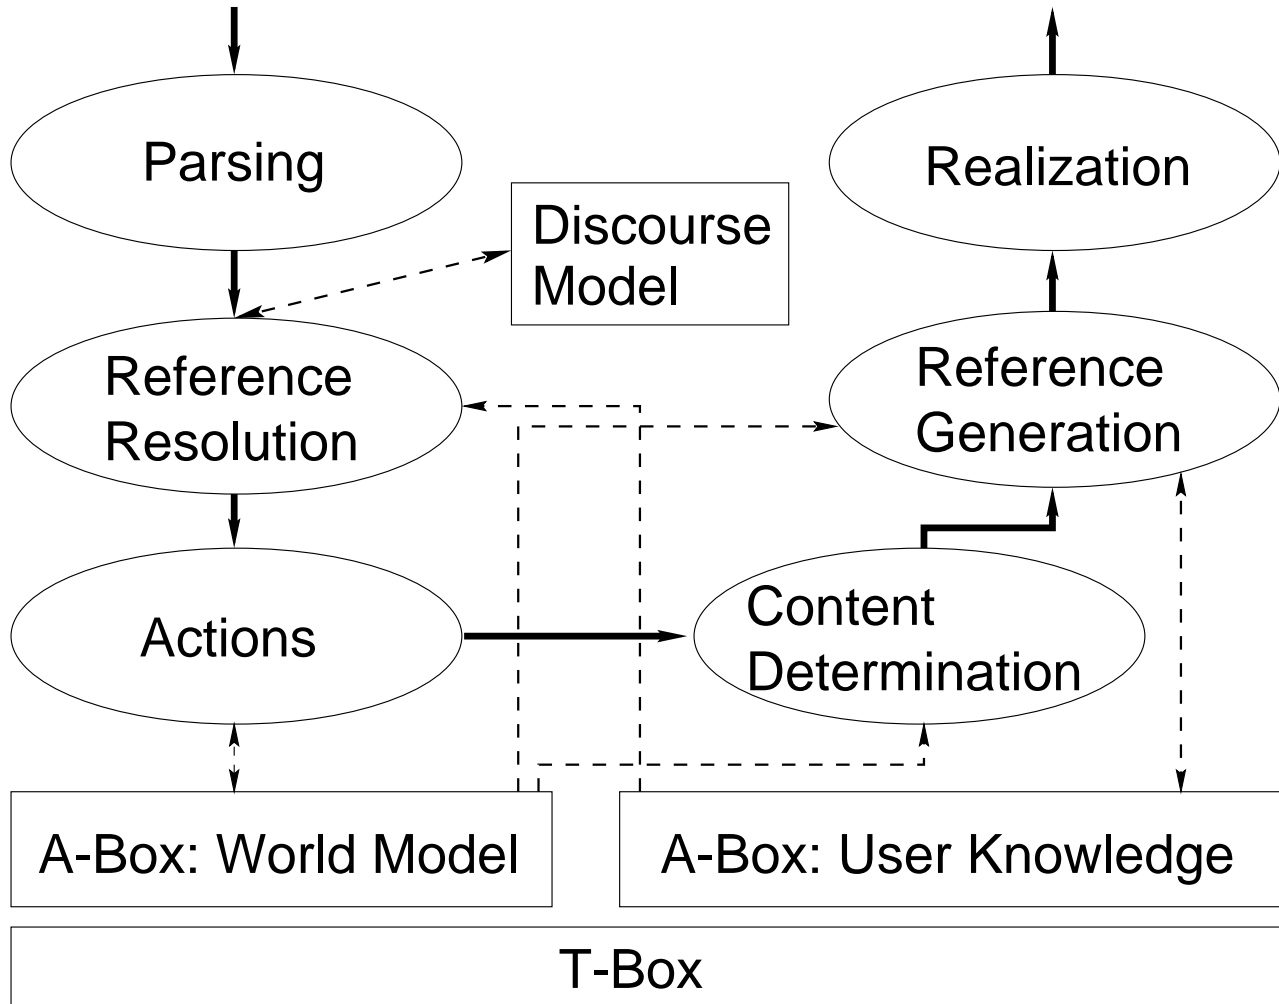 Parsing
Realization
Discourse
Model
Reference
Resolution
Reference
Generation
Actions
Content
Determination
A-Box: World Model
A-Box: User Knowledge
T-Box